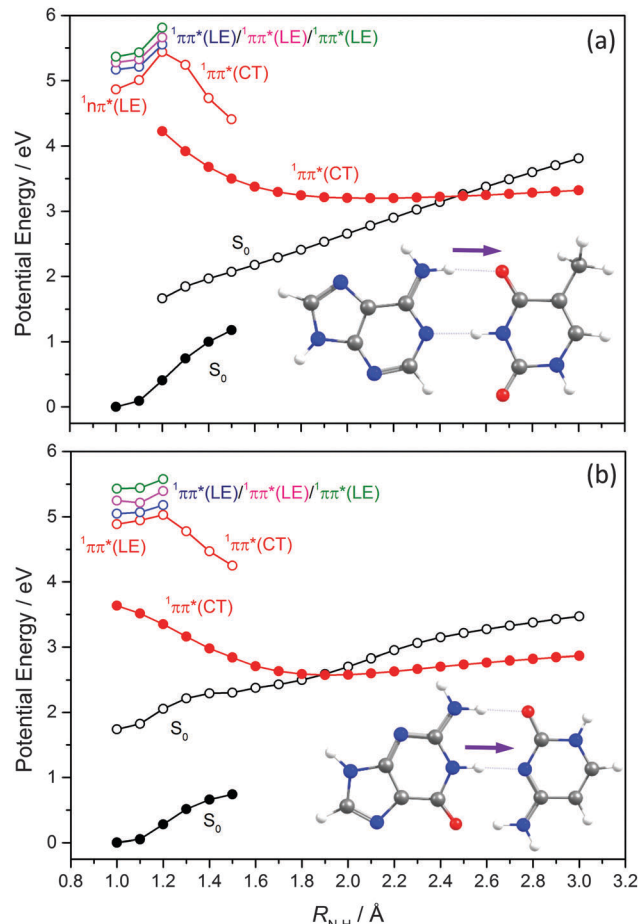 ¹ππ*(LE)/¹ππ*(LE)/¹ππ*(LE)
(a)
¹ππ*(CT)
¹nπ*(LE)
¹ππ*(CT)
S₀
S₀
6
5
4
3
2
1
0
Potential Energy / eV
(b)
¹ππ*(LE)/¹ππ*(LE)/¹ππ*(LE)
¹ππ*(LE)
¹ππ*(CT)
¹ππ*(CT)
S₀
S₀
6
5
4
3
2
1
0
Potential Energy / eV
0.8 1.0 1.2 1.4 1.6 1.8 2.0 2.2 2.4 2.6 2.8 3.0 3.2
R_N-H / Å